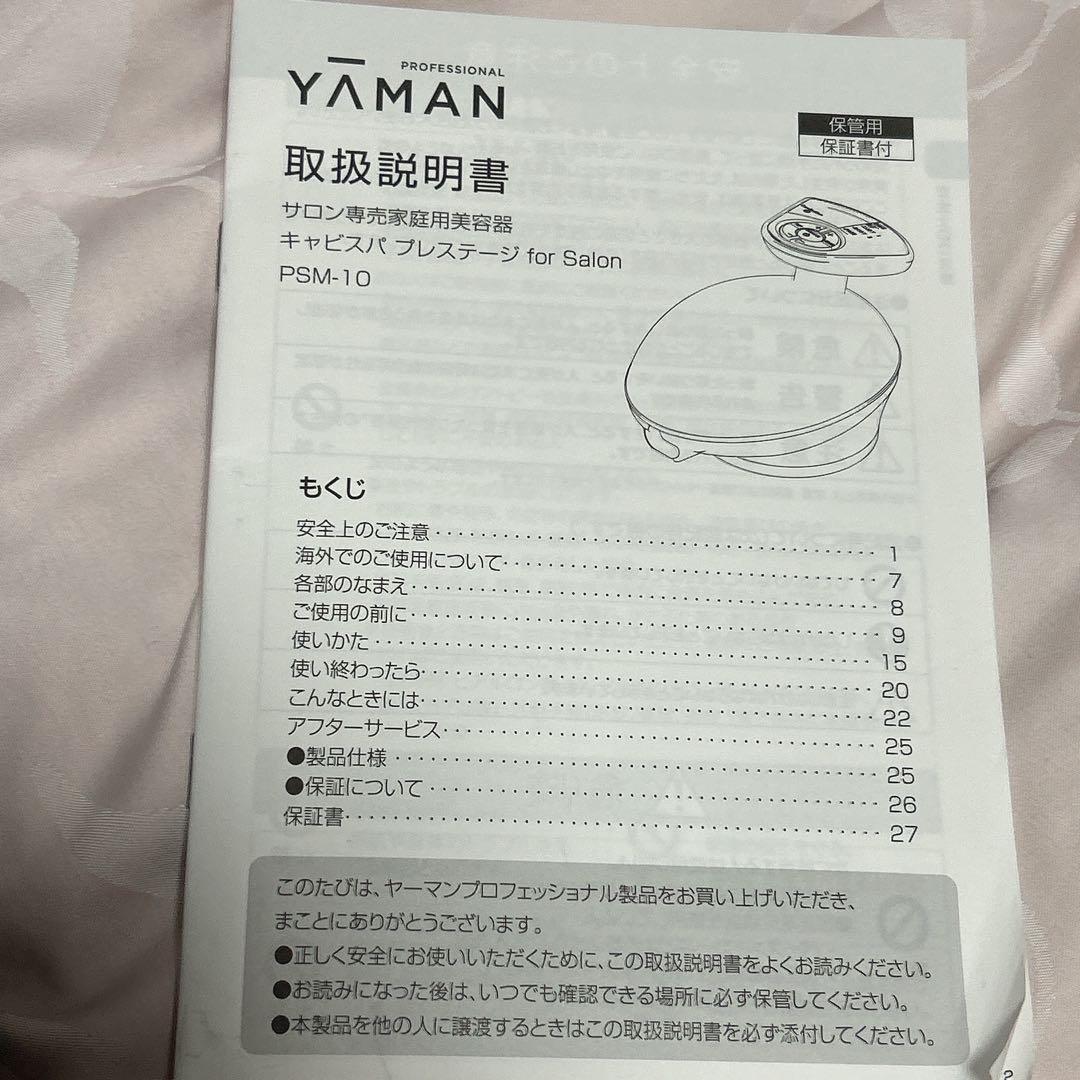 PROFESSIONAL
YĀMAN
保管用
保証書付
取扱説明書
サロン専売家庭用美容器
キャビスパ プレステージ for Salon
PSM-10
もくじ
安全上のご注意 1
海外でのご使用について 7
各部のなまえ 8
ご使用の前に 9
使いかた 15
使い終わったら 20
こんなときには 22
アフターサービス 25
●製品仕様 25
●保証について 26
保証書 27
このたびは、ヤーマンプロフェッショナル製品をお買い上げいただき、
まことにありがとうございます。
●正しく安全にお使いいただくために、この取扱説明書をよくお読みください。
●お読みになった後は、いつでも確認できる場所に必ず保管してください。
●本製品を他の人に譲渡するときはこの取扱説明書を必ず添付してください。
2